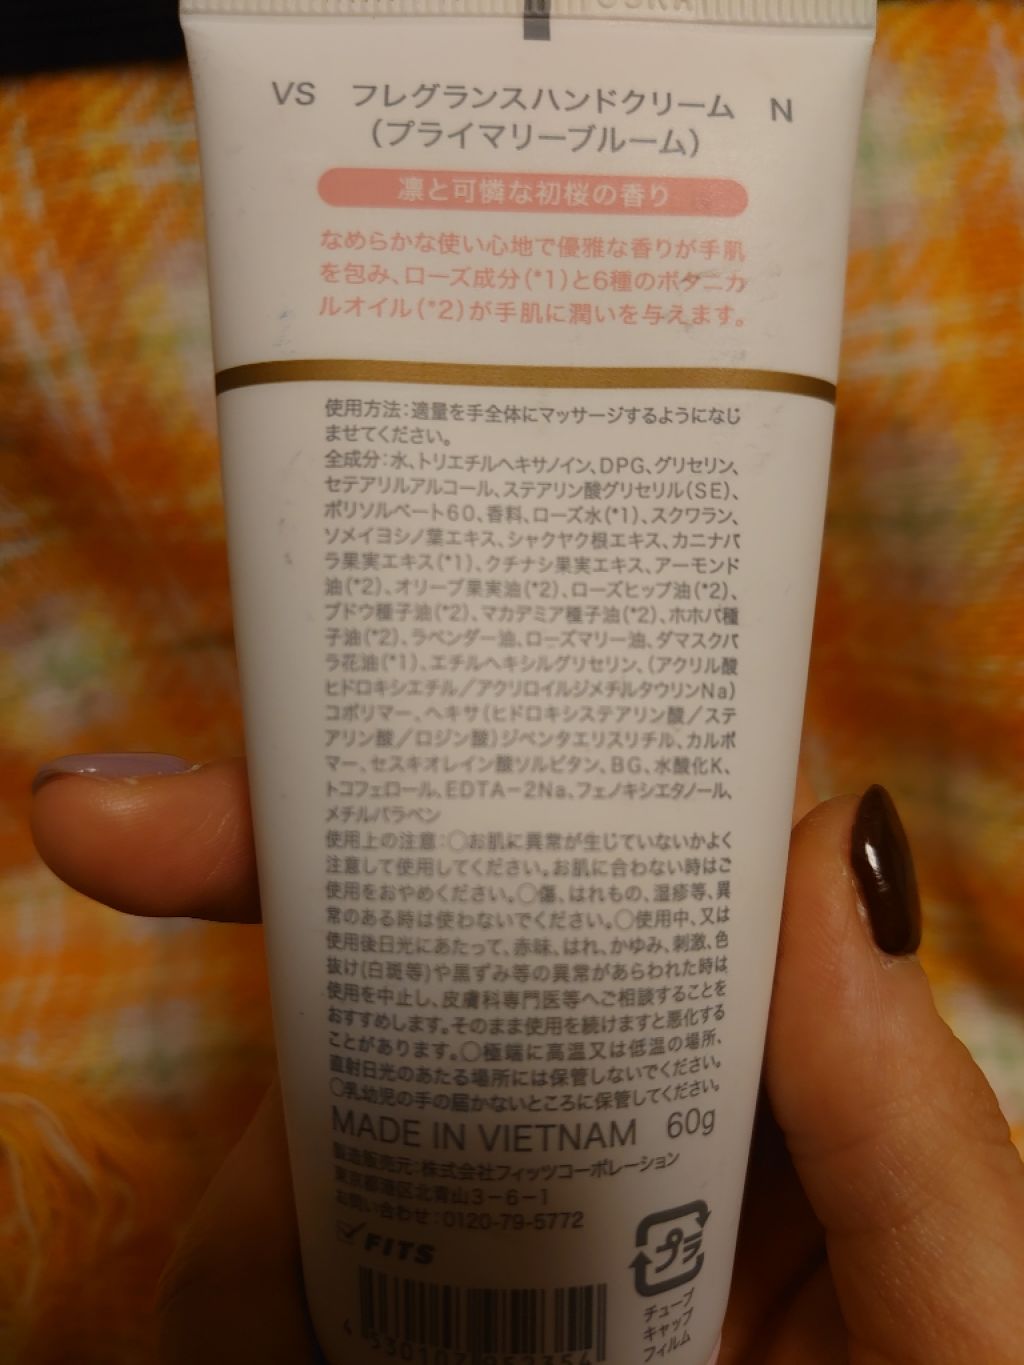 VS フレグランスハンドクリーム N
（プライマリーブルーム）
凛と可憐な初桜の香り
なめらかな使い心地で優雅な香りが手肌
を包み、ローズ成分(*1)と6種のボタニカ
ルオイル(*2)が手肌に潤いを与えます。
使用方法：適量を手全体にマッサージするようになじ
ませてください。
全成分：水、トリエチルヘキサノイン、DPG、グリセリン、
セテアリルアルコール、ステアリン酸グリセリル(SE)、
ポリソルベート60、香料、ローズ水(*1)、スクワラン、
ソメイヨシノ葉エキス、シャクヤク根エキス、カニナバ
ラ果実エキス(*1)、クチナシ果実エキス、アーモンド
油(*2)、オリーブ果実油(*2)、ローズヒップ油(*2)、
ブドウ種子油(*2)、マカデミア種子油(*2)、ホホバ種
子油(*2)、ラベンダー油、ローズマリー油、ダマスクバ
ラ花油(*1)、エチルヘキシルグリセリン、(アクリル酸
ヒドロキシエチル／アクリロイルジメチルタウリンNa)
コポリマー、ヘキサ(ヒドロキシステアリン酸／ステ
アリン酸／ロジン酸)ジペンタエリスリチル、カルボ
マー、セスキオレイン酸ソルビタン、BG、水酸化K、
トコフェロール、EDTA－2Na、フェノキシエタノール、
メチルパラベン
使用上の注意：○お肌に異常が生じていないかよく
注意して使用してください。お肌に合わない時はご
使用をおやめください。○傷、はれもの、湿疹等、異
常のある時は使わないでください。○使用中、又は
使用後日光にあたって、赤味、はれ、かゆみ、刺激、色
抜け(白斑等)や黒ずみ等の異常があらわれた時は
使用を中止し、皮膚科専門医等へご相談することを
おすすめします。そのまま使用を続けますと悪化する
ことがあります。○極端に高温又は低温の場所、
直射日光のあたる場所には保管しないでください。
○乳幼児の手の届かないところに保管してください。
MADE IN VIETNAM 60g
製造販売元：株式会社フィッツコーポレーション
東京都港区北青山3－6－1
お問い合わせ：0120-79-5772
FITS
プラ
チューブ
キャップ
フィルム